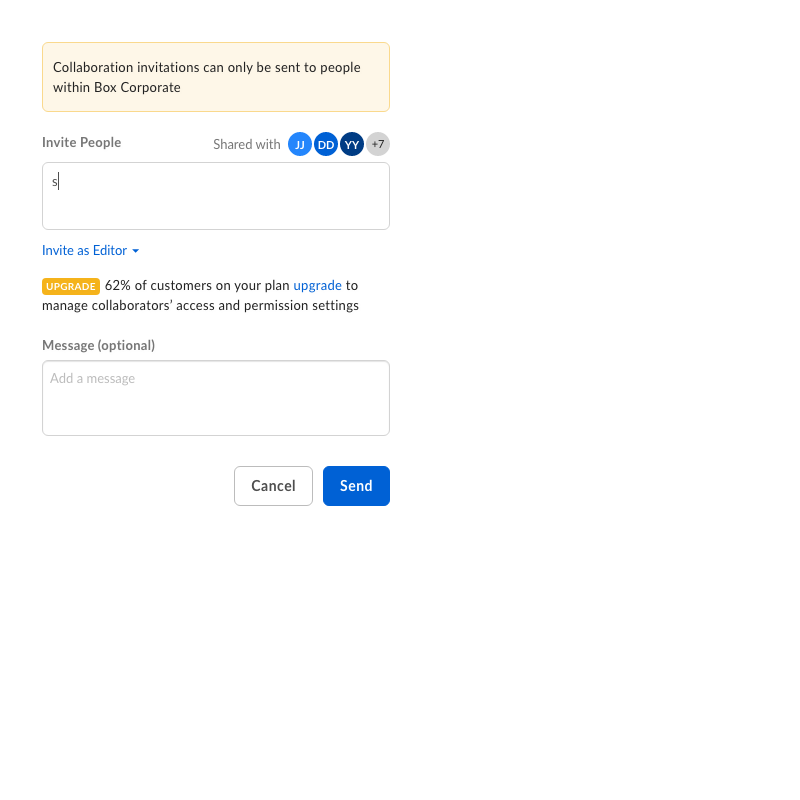 Collaboration invitations can only be sent to people
within Box Corporate
Invite People
Shared with JJ DD YY +7
s
Invite as Editor
UPGRADE 62% of customers on your plan upgrade to
manage collaborators’ access and permission settings
Message (optional)
Add a message
Cancel
Send